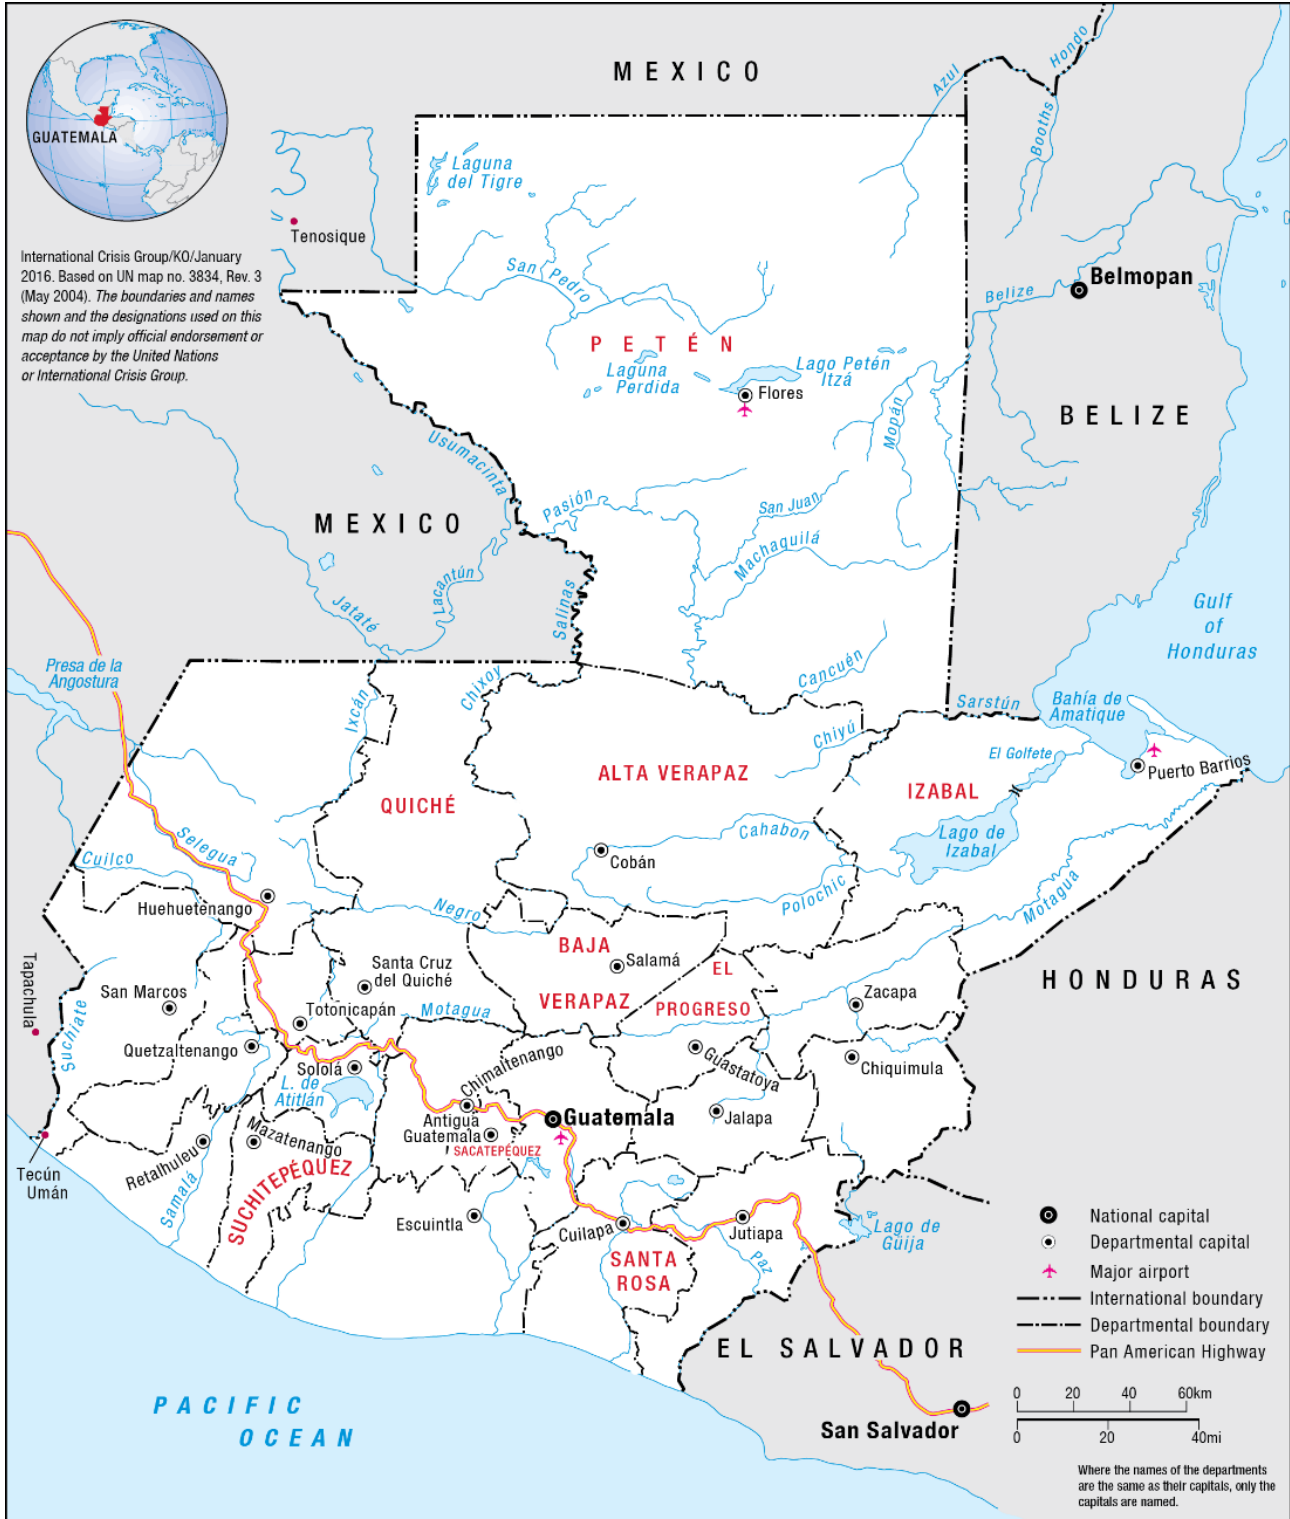 MEXICO
GUATEMALA
Azul
Hondo
Booths
Laguna
del Tigre
Tenosique
International Crisis Group/KO/January
2016. Based on UN map no. 3834, Rev. 3
(May 2004). The boundaries and names
shown and the designations used on this
map do not imply official endorsement or
acceptance by the United Nations
or International Crisis Group.
San Pedro
Belize
Belmopan
PETÉN
Laguna
Perdida
Lago Petén
Itzá
Flores
Mopán
BELIZE
Usumacinta
MEXICO
Pasión
San Juan
Machaquilá
Lacantún
Jataté
Salinas
Gulf
of
Honduras
Presa de la
Angostura
Ixcán
Chixoy
Cancuén
Sarstún
Bahía de
Amatique
Chiyú
El Golfete
Puerto Barrios
ALTA VERAPAZ
QUICHÉ
IZABAL
Selegua
Cuilco
Cahabon
Lago de
Izabal
Cobán
Polochic
Motagua
Huehuetenango
Negro
BAJA
VERAPAZ
Salamá
EL
PROGRESO
Tapachula
Suchiate
San Marcos
Santa Cruz
del Quiché
Totonicapán
Motagua
Zacapa
HONDURAS
Quetzaltenango
Sololá
L. de
Atitlán
Chimaltenango
Guastatoya
Chiquimula
Antigua
Guatemala
SACATEPÉQUEZ
Guatemala
Jalapa
Tecún
Umán
Retalhuleu
Mazatenango
Samalá
SUCHITEPÉQUEZ
Escuintla
Cuilapa
Jutiapa
Lago de
Güija
SANTA
ROSA
Paz
EL SALVADOR
San Salvador
PACIFIC
OCEAN
National capital
Departmental capital
Major airport
International boundary
Departmental boundary
Pan American Highway
0 20 40 60km
0 20 40mi
Where the names of the departments
are the same as their capitals, only the
capitals are named.